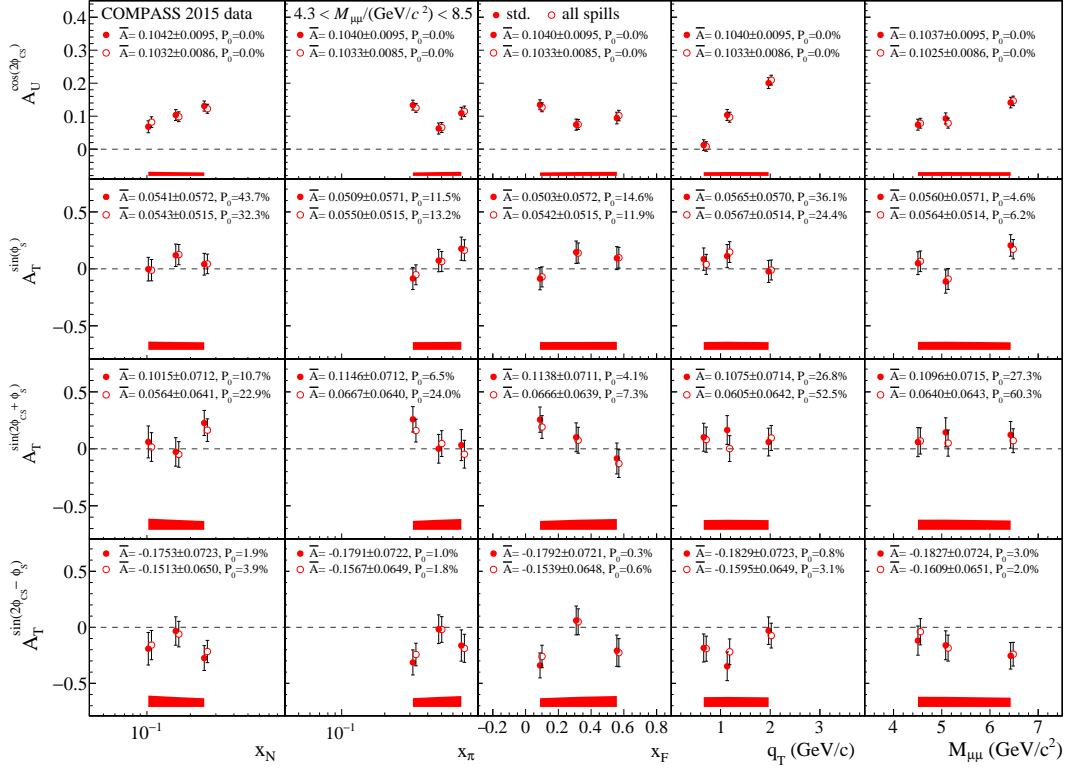 COMPASS 2015 data
4.3 < M_μμ/(GeV/c²) < 8.5
std. all spills
A_U^cos(2ϕ_CS)
0.4
0.3
0.2
0.1
0
A̅= 0.1042±0.0095, P₀=0.0%
A̅= 0.1032±0.0086, P₀=0.0%
A̅= 0.1040±0.0095, P₀=0.0%
A̅= 0.1033±0.0085, P₀=0.0%
A̅= 0.1040±0.0095, P₀=0.0%
A̅= 0.1033±0.0085, P₀=0.0%
A̅= 0.1040±0.0095, P₀=0.0%
A̅= 0.1033±0.0086, P₀=0.0%
A̅= 0.1037±0.0095, P₀=0.0%
A̅= 0.1025±0.0086, P₀=0.0%
A_T^sin(ϕ_S)
0.5
0
−0.5
A̅= 0.0541±0.0572, P₀=43.7%
A̅= 0.0543±0.0515, P₀=32.3%
A̅= 0.0509±0.0571, P₀=11.5%
A̅= 0.0550±0.0515, P₀=13.2%
A̅= 0.0503±0.0572, P₀=14.6%
A̅= 0.0542±0.0515, P₀=11.9%
A̅= 0.0565±0.0570, P₀=36.1%
A̅= 0.0567±0.0514, P₀=24.4%
A̅= 0.0560±0.0571, P₀=4.6%
A̅= 0.0564±0.0514, P₀=6.2%
A_T^sin(2ϕ_CS+ϕ_S)
0.5
0
−0.5
A̅= 0.1015±0.0712, P₀=10.7%
A̅= 0.0564±0.0641, P₀=22.9%
A̅= 0.1146±0.0712, P₀=6.5%
A̅= 0.0667±0.0640, P₀=24.0%
A̅= 0.1138±0.0711, P₀=4.1%
A̅= 0.0666±0.0639, P₀=7.3%
A̅= 0.1075±0.0714, P₀=26.8%
A̅= 0.0605±0.0642, P₀=52.5%
A̅= 0.1096±0.0715, P₀=27.3%
A̅= 0.0640±0.0643, P₀=60.3%
A_T^sin(2ϕ_CS−ϕ_S)
0.5
0
−0.5
A̅= -0.1753±0.0723, P₀=1.9%
A̅= -0.1513±0.0650, P₀=3.9%
A̅= -0.1791±0.0722, P₀=1.0%
A̅= -0.1567±0.0649, P₀=1.8%
A̅= -0.1792±0.0721, P₀=0.3%
A̅= -0.1539±0.0648, P₀=0.6%
A̅= -0.1829±0.0723, P₀=0.8%
A̅= -0.1595±0.0649, P₀=3.1%
A̅= -0.1827±0.0724, P₀=3.0%
A̅= -0.1609±0.0651, P₀=2.0%
10⁻¹
10⁻¹
−0.2 0 0.2 0.4 0.6 0.8
1 2 3
4 5 6 7
x_N
x_π
x_F
q_T (GeV/c)
M_μμ (GeV/c²)